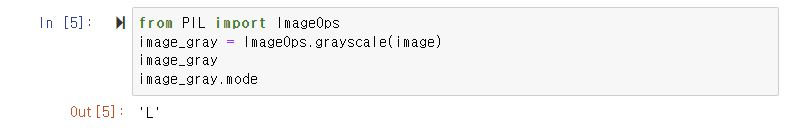 In [5]:
from PIL import ImageOps
image_gray = ImageOps.grayscale(image)
image_gray
image_gray.mode
Out[5]: 'L'